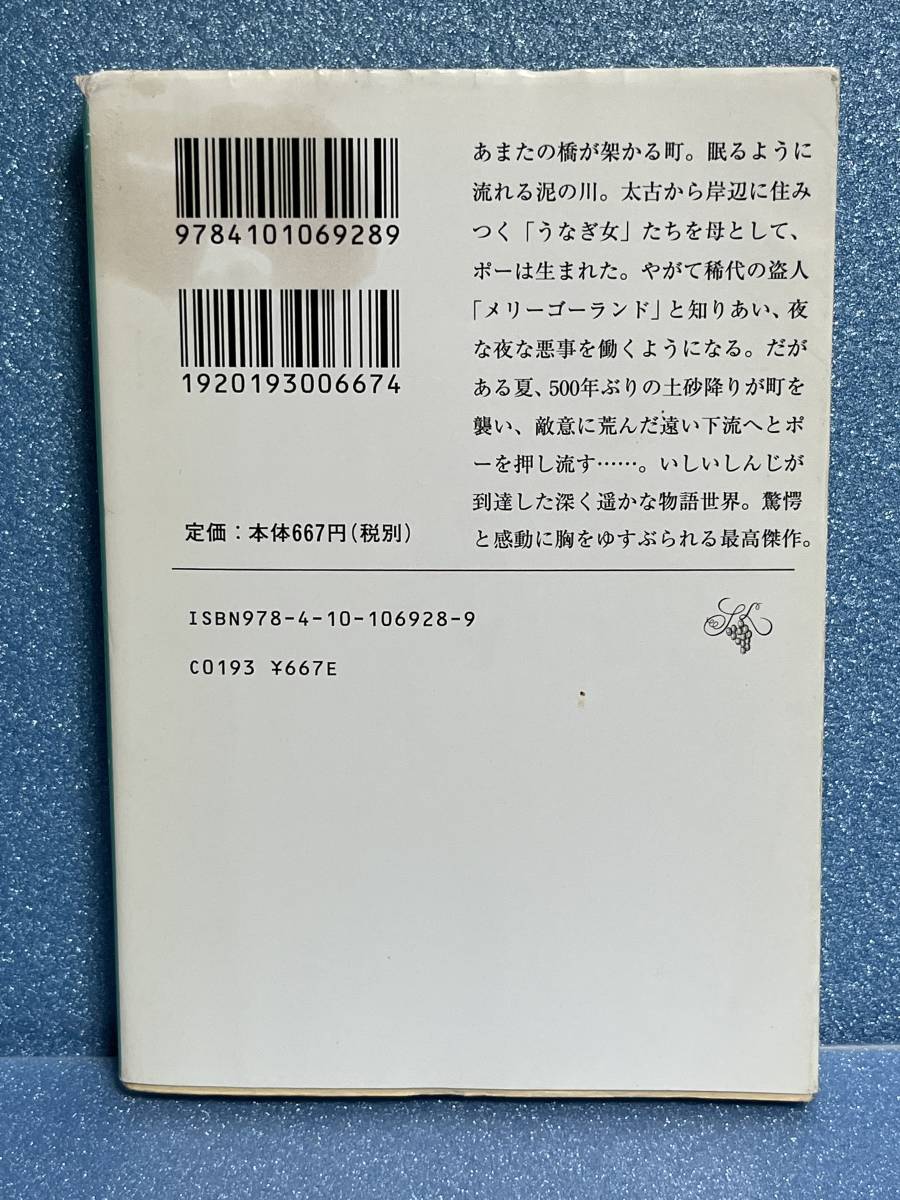 9784101069289
1920193006674
定価：本体667円(税別)
あまたの橋が架かる町。眠るように
流れる泥の川。太古から岸辺に住み
つく「うなぎ女」たちを母として、
ポーは生まれた。やがて稀代の盗人
「メリーゴーランド」と知りあい、夜
な夜な悪事を働くようになる。だが
ある夏、500年ぶりの土砂降りが町を
襲い、敵意に荒んだ遠い下流へとポ
ーを押し流す……。いしいしんじが
到達した深く遥かな物語世界。驚愕
と感動に胸をゆすぶられる最高傑作。
ISBN978-4-10-106928-9
C0193 ¥667E